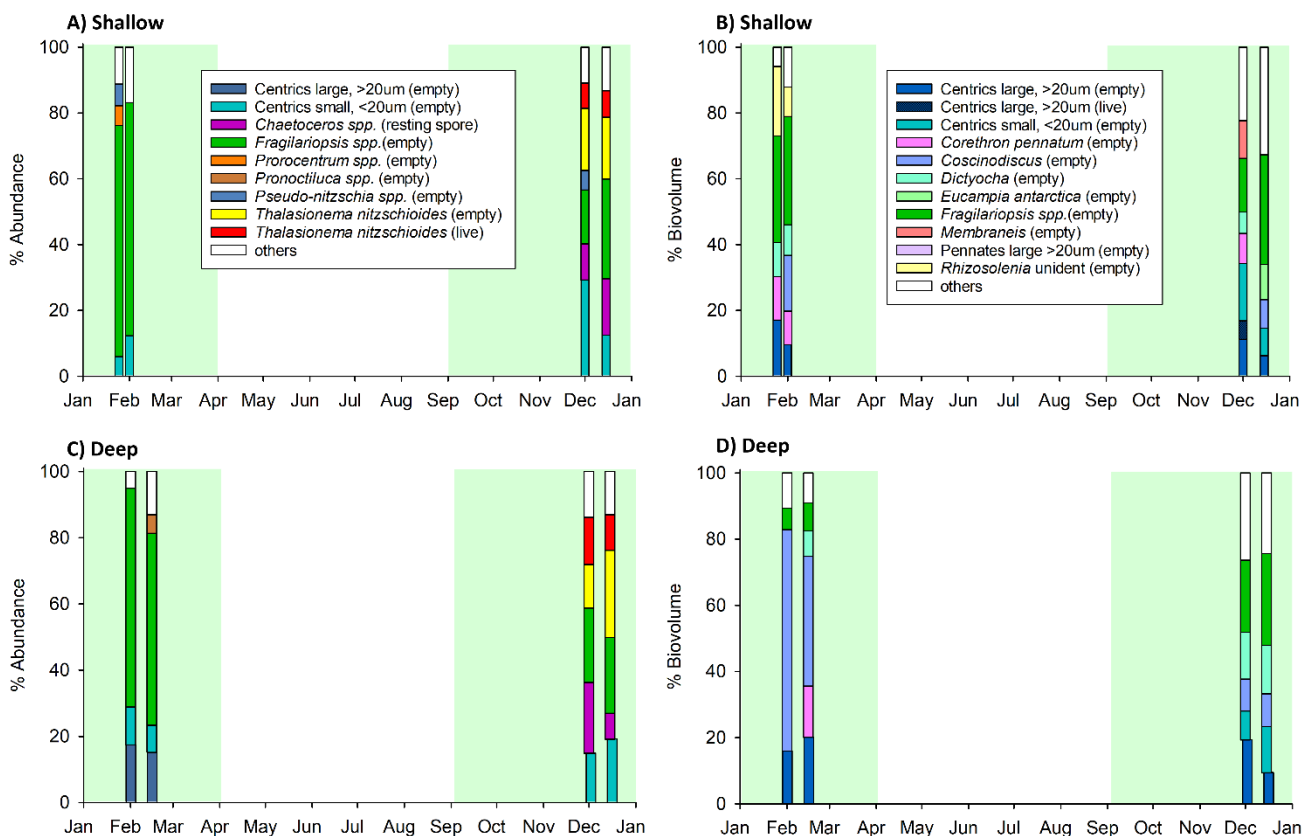 A) Shallow
% Abundance
100
80
60
40
20
0
Centrics large, >20um (empty)
Centrics small, <20um (empty)
Chaetoceros spp. (resting spore)
Fragilariopsis spp.(empty)
Prorocentrum spp. (empty)
Pronoctiluca spp. (empty)
Pseudo-nitzschia spp. (empty)
Thalasionema nitzschioides (empty)
Thalasionema nitzschioides (live)
others
Jan Feb Mar Apr May Jun Jul Aug Sep Oct Nov Dec Jan
B) Shallow
% Biovolume
100
80
60
40
20
0
Centrics large, >20um (empty)
Centrics large, >20um (live)
Centrics small, <20um (empty)
Corethron pennatum (empty)
Coscinodiscus (empty)
Dictyocha (empty)
Eucampia antarctica (empty)
Fragilariopsis spp.(empty)
Membraneis (empty)
Pennates large >20um (empty)
Rhizosolenia unident (empty)
others
Jan Feb Mar Apr May Jun Jul Aug Sep Oct Nov Dec Jan
C) Deep
% Abundance
100
80
60
40
20
0
Jan Feb Mar Apr May Jun Jul Aug Sep Oct Nov Dec Jan
D) Deep
% Biovolume
100
80
60
40
20
0
Jan Feb Mar Apr May Jun Jul Aug Sep Oct Nov Dec Jan